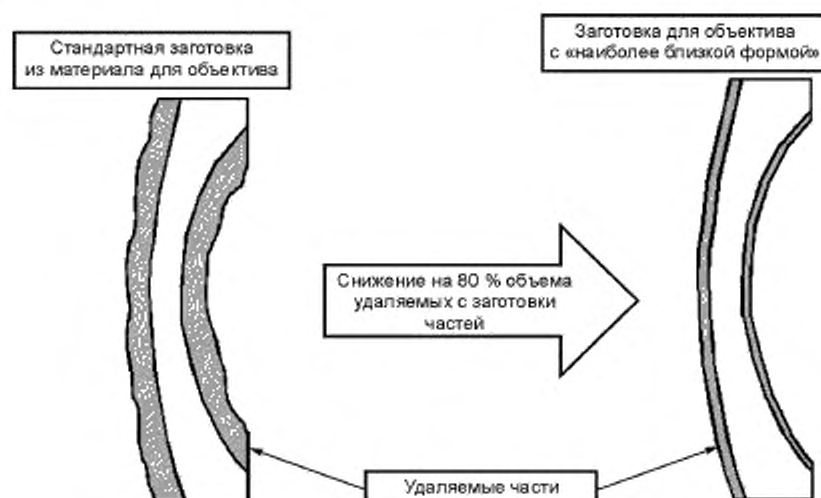 Стандартная заготовка
из материала для объектива
Заготовка для объектива
с «наиболее близкой формой»
Снижение на 80 % объема
удаляемых с заготовки
частей
Удаляемые части